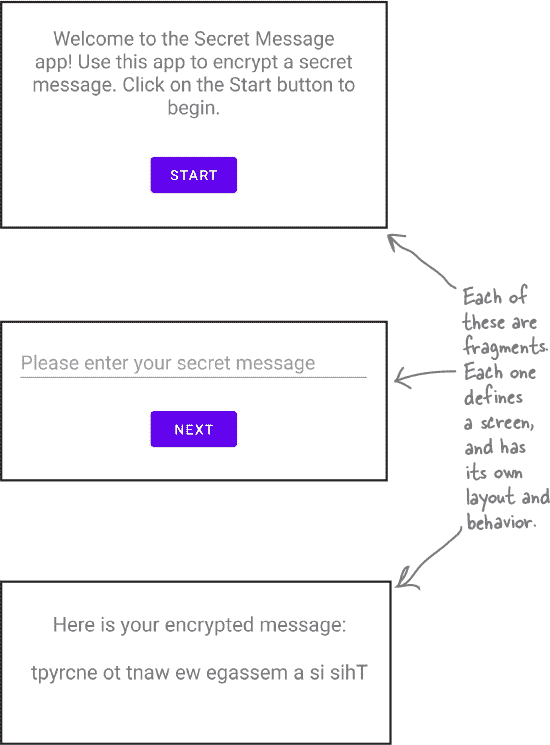 Welcome to the Secret Message
app! Use this app to encrypt a secret
message. Click on the Start button to
begin.
START
Each of
these are
fragments.
Each one
defines
a screen,
and has
its own
layout and
behavior.
Please enter your secret message
NEXT
Here is your encrypted message:
tpyrcne ot tnaw ew egassem a si sihT